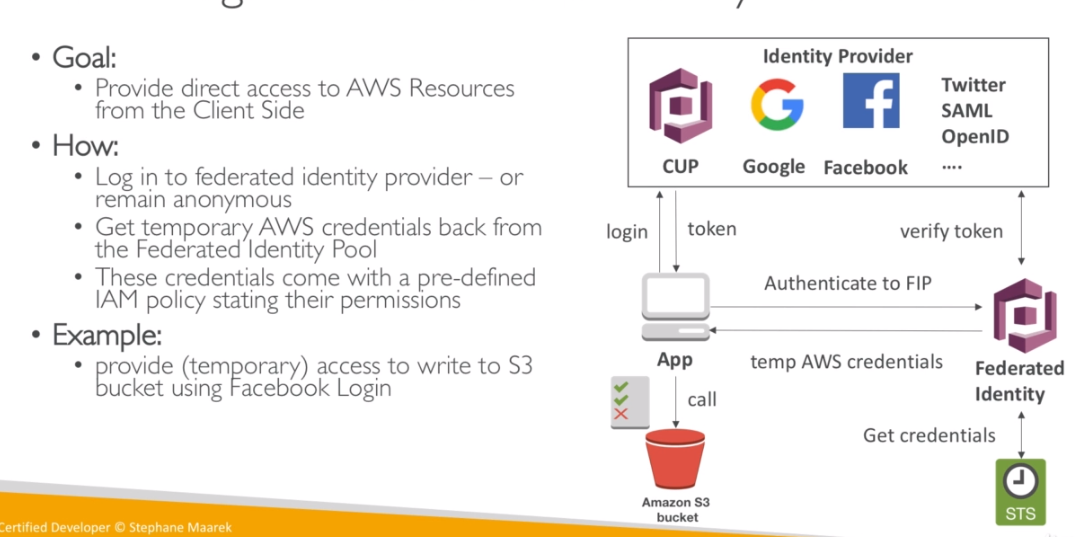 • Goal:
• Provide direct access to AWS Resources
from the Client Side
• How:
• Log in to federated identity provider – or
remain anonymous
• Get temporary AWS credentials back from
the Federated Identity Pool
• These credentials come with a pre-defined
IAM policy stating their permissions
• Example:
• provide (temporary) access to write to S3
bucket using Facebook Login
Identity Provider
Twitter
SAML
OpenID
....
CUP
Google
Facebook
login
token
verify token
Authenticate to FIP
App
temp AWS credentials
Federated
Identity
call
Get credentials
Amazon S3
bucket
STS
Certified Developer © Stephane Maarek